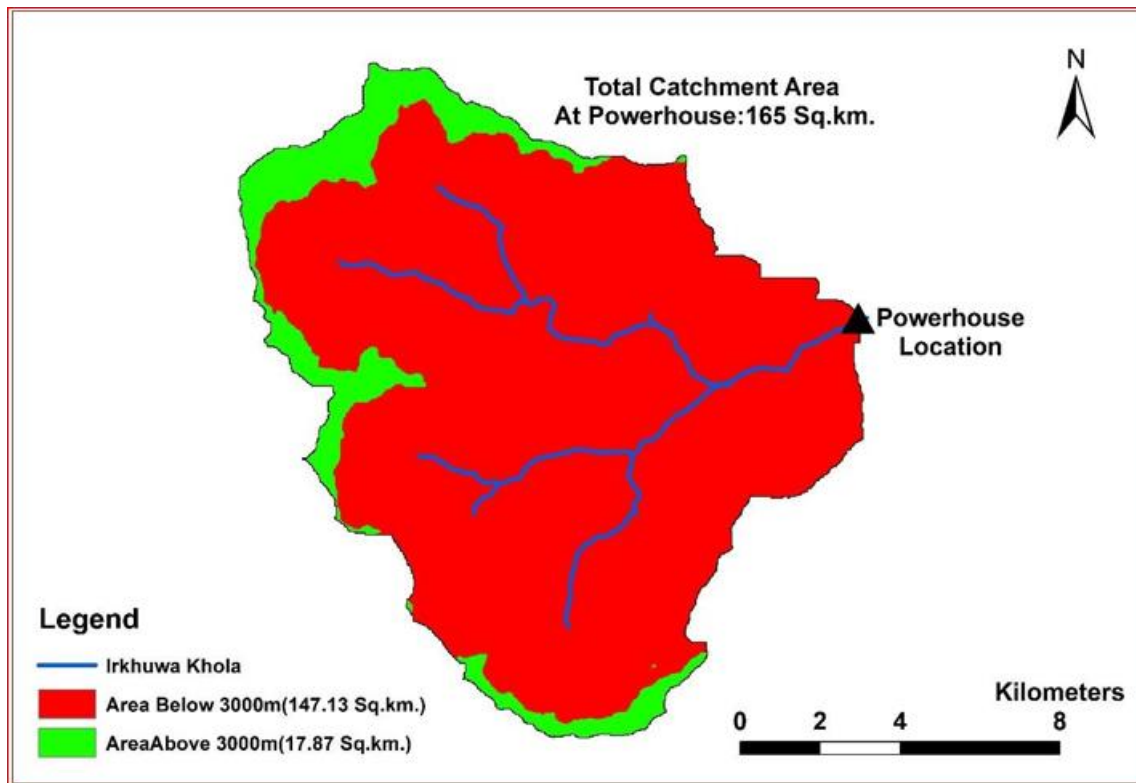 Total Catchment Area
At Powerhouse:165 Sq.km.
N
Powerhouse
Location
Legend
Irkhuwa Khola
Area Below 3000m(147.13 Sq.km.)
AreaAbove 3000m(17.87 Sq.km.)
Kilometers
0 2 4 8